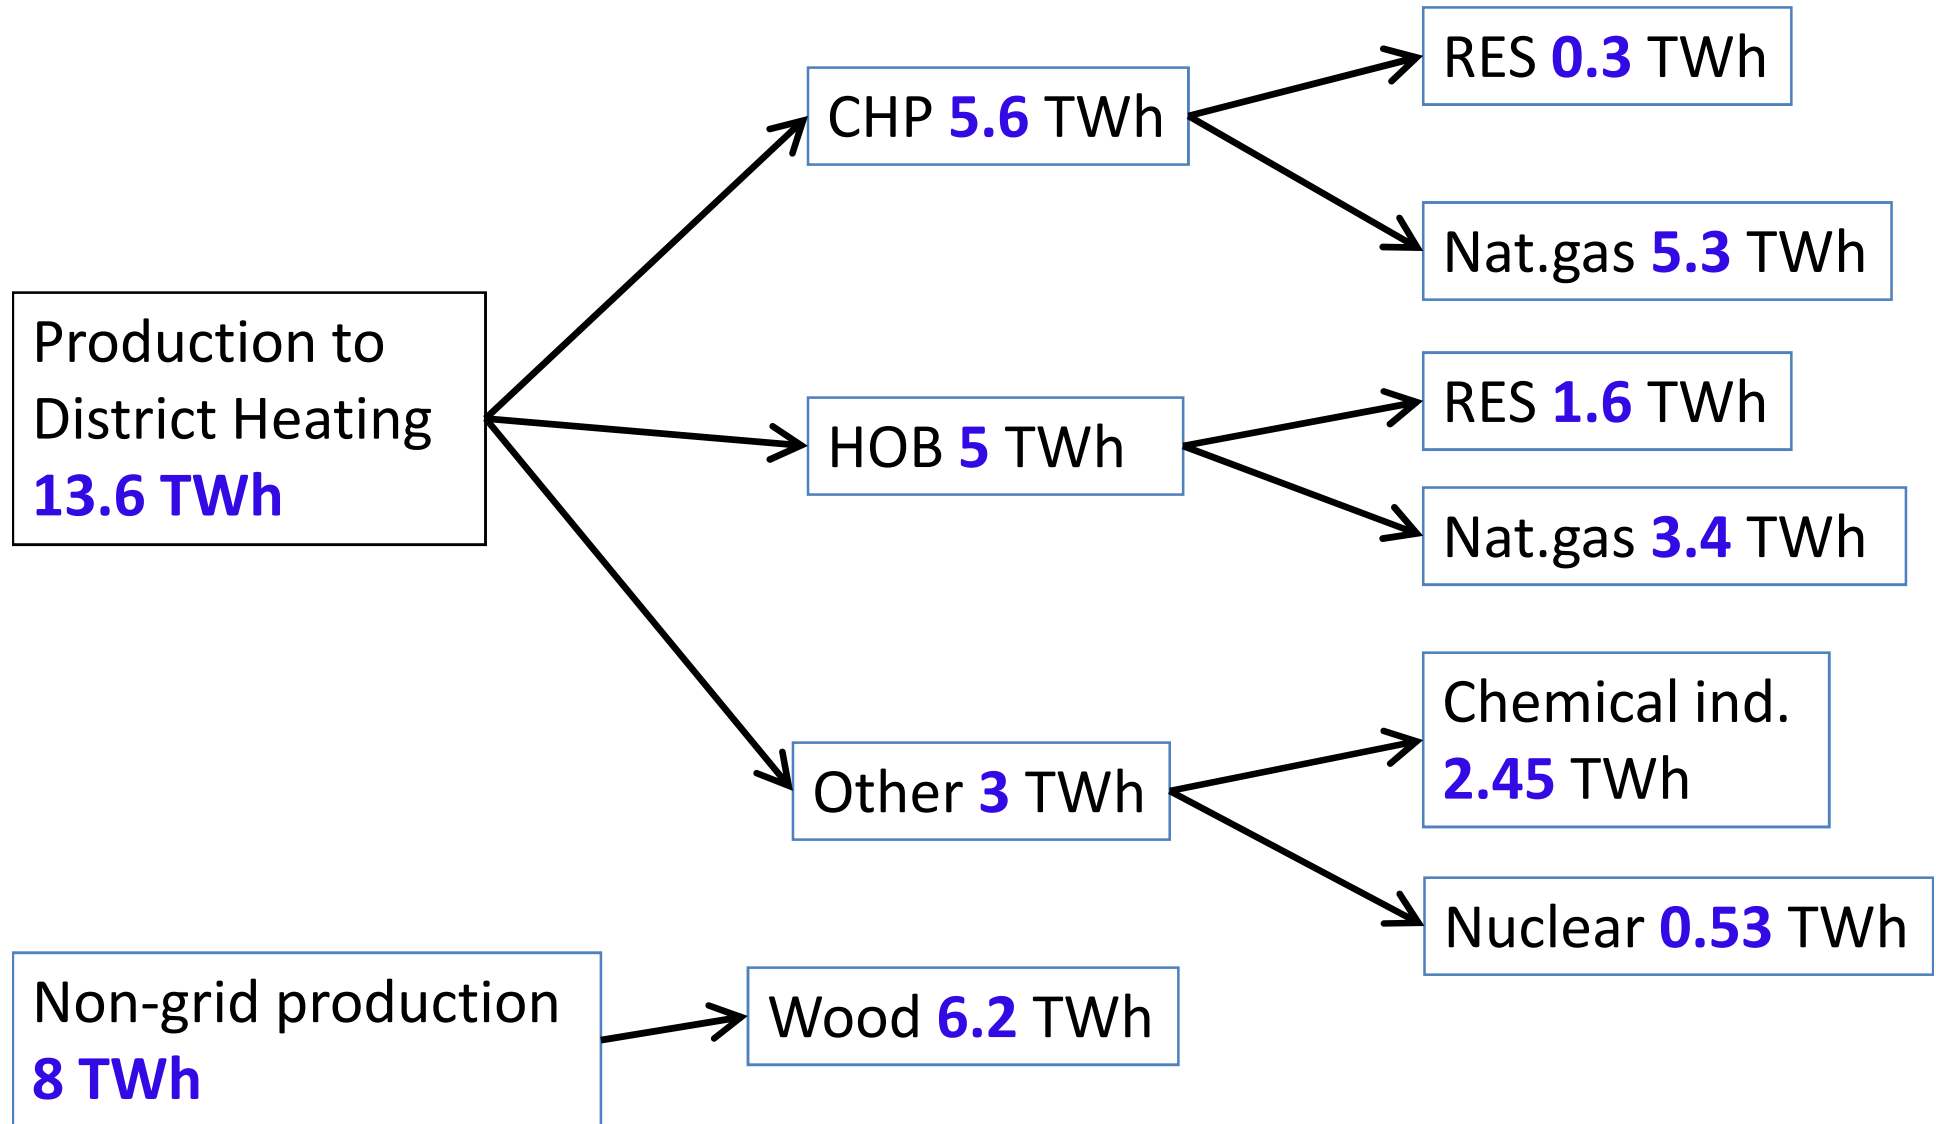 Production to
District Heating
13.6 TWh
CHP 5.6 TWh
RES 0.3 TWh
Nat.gas 5.3 TWh
HOB 5 TWh
RES 1.6 TWh
Nat.gas 3.4 TWh
Other 3 TWh
Chemical ind.
2.45 TWh
Nuclear 0.53 TWh
Non-grid production
8 TWh
Wood 6.2 TWh